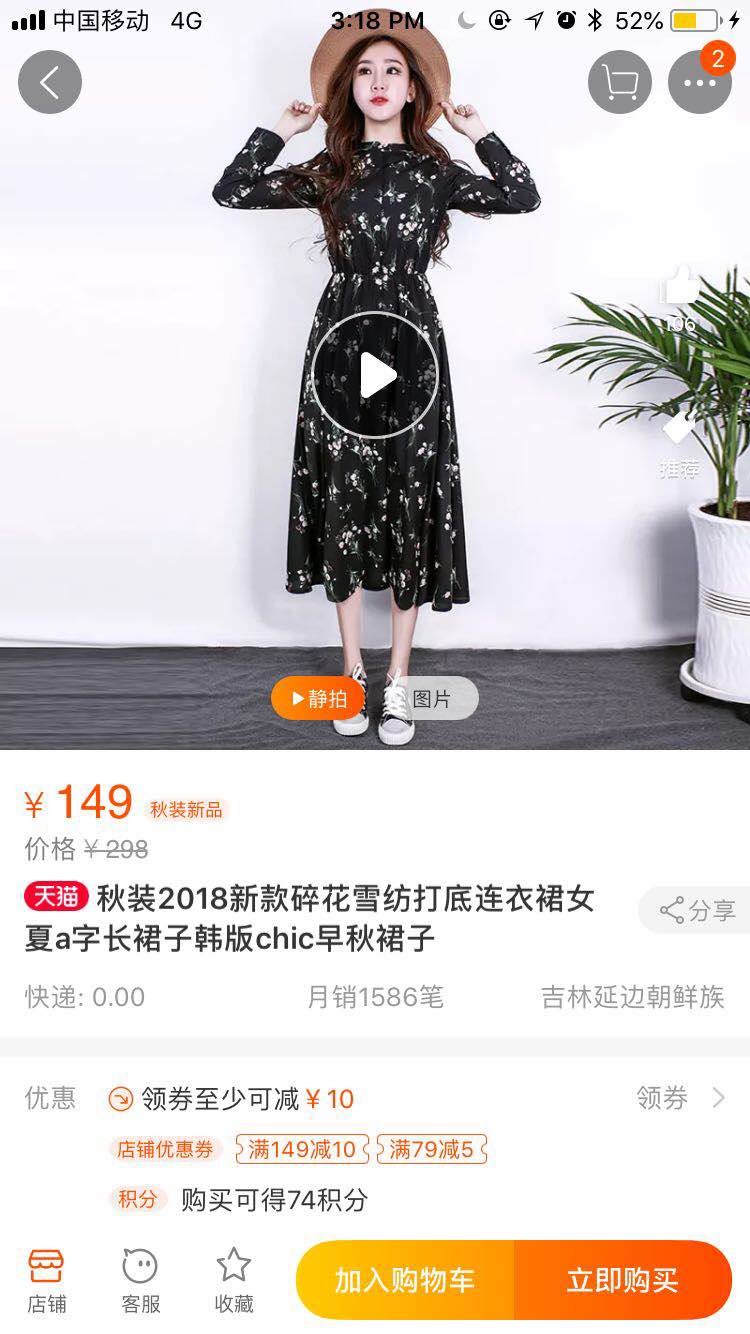 中国移动 4G 3:18 PM 52%
2
106
推荐
静拍 图片
¥ 149 秋装新品
价格 ¥ 298
天猫 秋装2018新款碎花雪纺打底连衣裙女
夏a字长裙子韩版chic早秋裙子
分享
快递: 0.00 月销1586笔 吉林延边朝鲜族
优惠 领券至少可减 ¥ 10 领券
店铺优惠券 满149减10 满79减5
积分 购买可得74积分
店铺 客服 收藏 加入购物车 立即购买